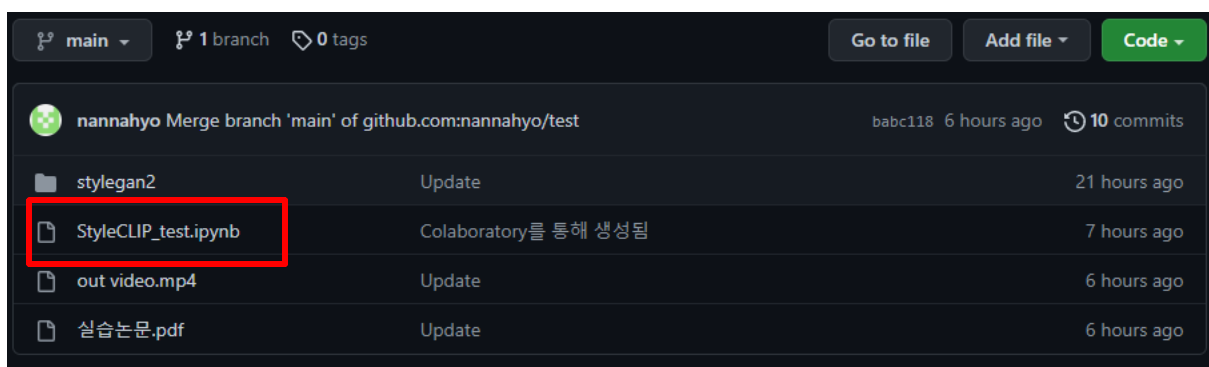 main 1 branch 0 tags Go to file Add file Code
nannahyo Merge branch 'main' of github.com:nannahyo/test babc118 6 hours ago 10 commits
stylegan2 Update 21 hours ago
StyleCLIP_test.ipynb Colaboratory를 통해 생성됨 7 hours ago
out video.mp4 Update 6 hours ago
실습논문.pdf Update 6 hours ago